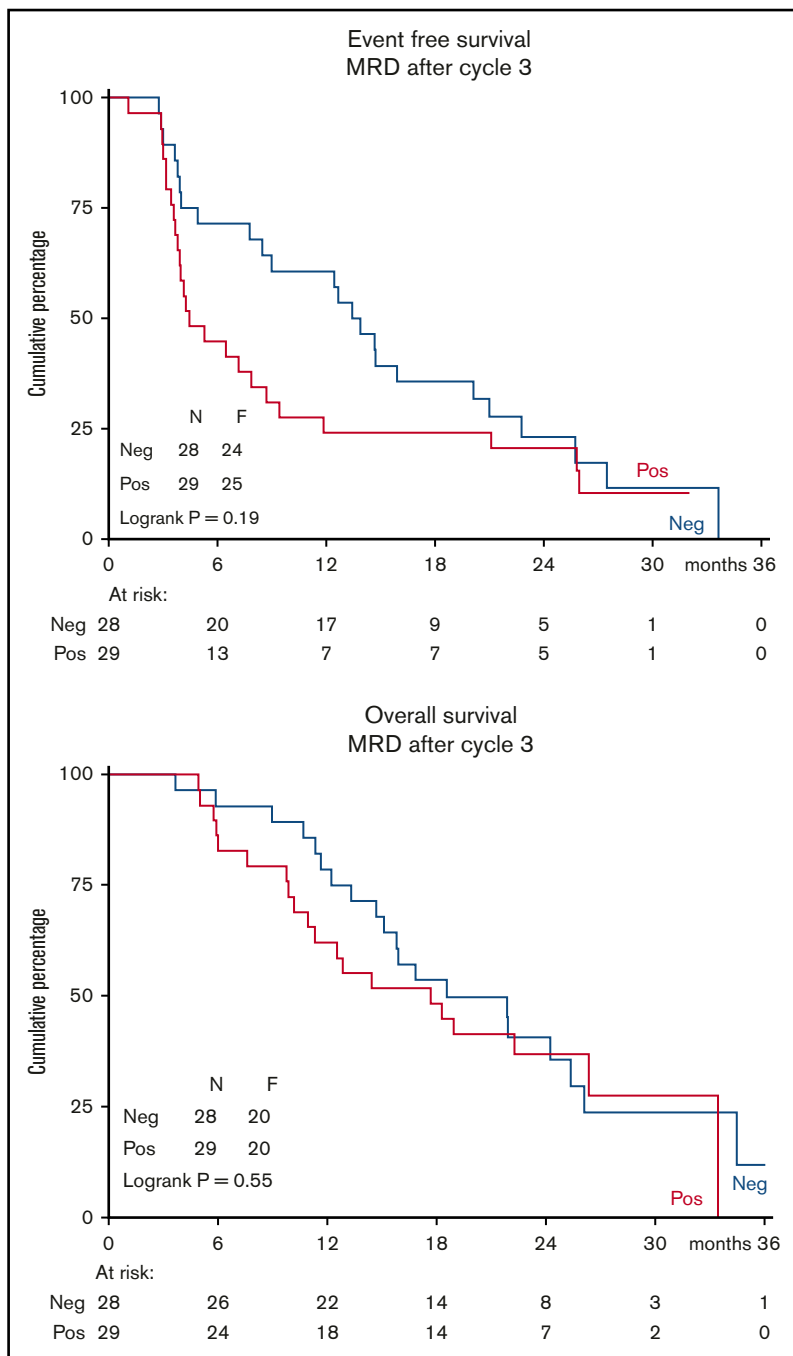 Event free survival
MRD after cycle 3
Cumulative percentage
100
75
50
25
0
N F
Neg 28 24
Pos 29 25
Logrank P = 0.19
Pos
Neg
0 6 12 18 24 30 months 36
At risk:
Neg 28 20 17 9 5 1 0
Pos 29 13 7 7 5 1 0
Overall survival
MRD after cycle 3
Cumulative percentage
100
75
50
25
0
N F
Neg 28 20
Pos 29 20
Logrank P = 0.55
Pos
Neg
0 6 12 18 24 30 months 36
At risk:
Neg 28 26 22 14 8 3 1
Pos 29 24 18 14 7 2 0